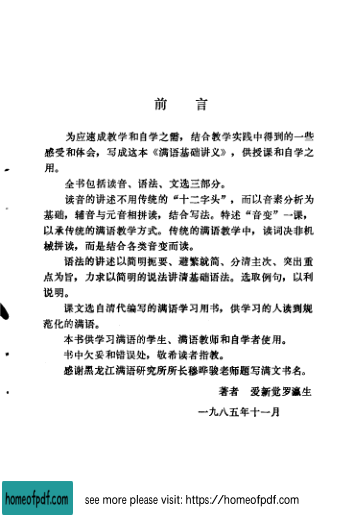 前 言
为应速成教学和自学之需，结合教学实践中得到的一些
感受和体会，写成这本《满语基础讲义》，供授课和自学之
用。
全书包括读音、语法、文选三部分。
读音的讲述不用传统的“十二字头”，而以音素分析为
基础，辅音与元音相拼读，结合写法。特述“音变”一课，
以承传统的满语教学方式。传统的满语教学中，读词决非机
械拼读，而是结合各类音变而读。
语法的讲述以简明扼要、避繁就简、分清主次、突出重
点为旨，力求以简明的说法讲清基础语法。选取例句，以利
说明。
课文选自清代编写的满语学习用书，供学习的人读到规
范化的满语。
本书供学习满语的学生、满语教师和自学者使用。
书中欠妥和错误处，敬希读者指教。
感谢黑龙江满语研究所所长穆晔骏老师题写满文书名。
著者 爱新觉罗瀛生
一九八五年十一月
homeofpdf.com
see more please visit: https://homeofpdf.com